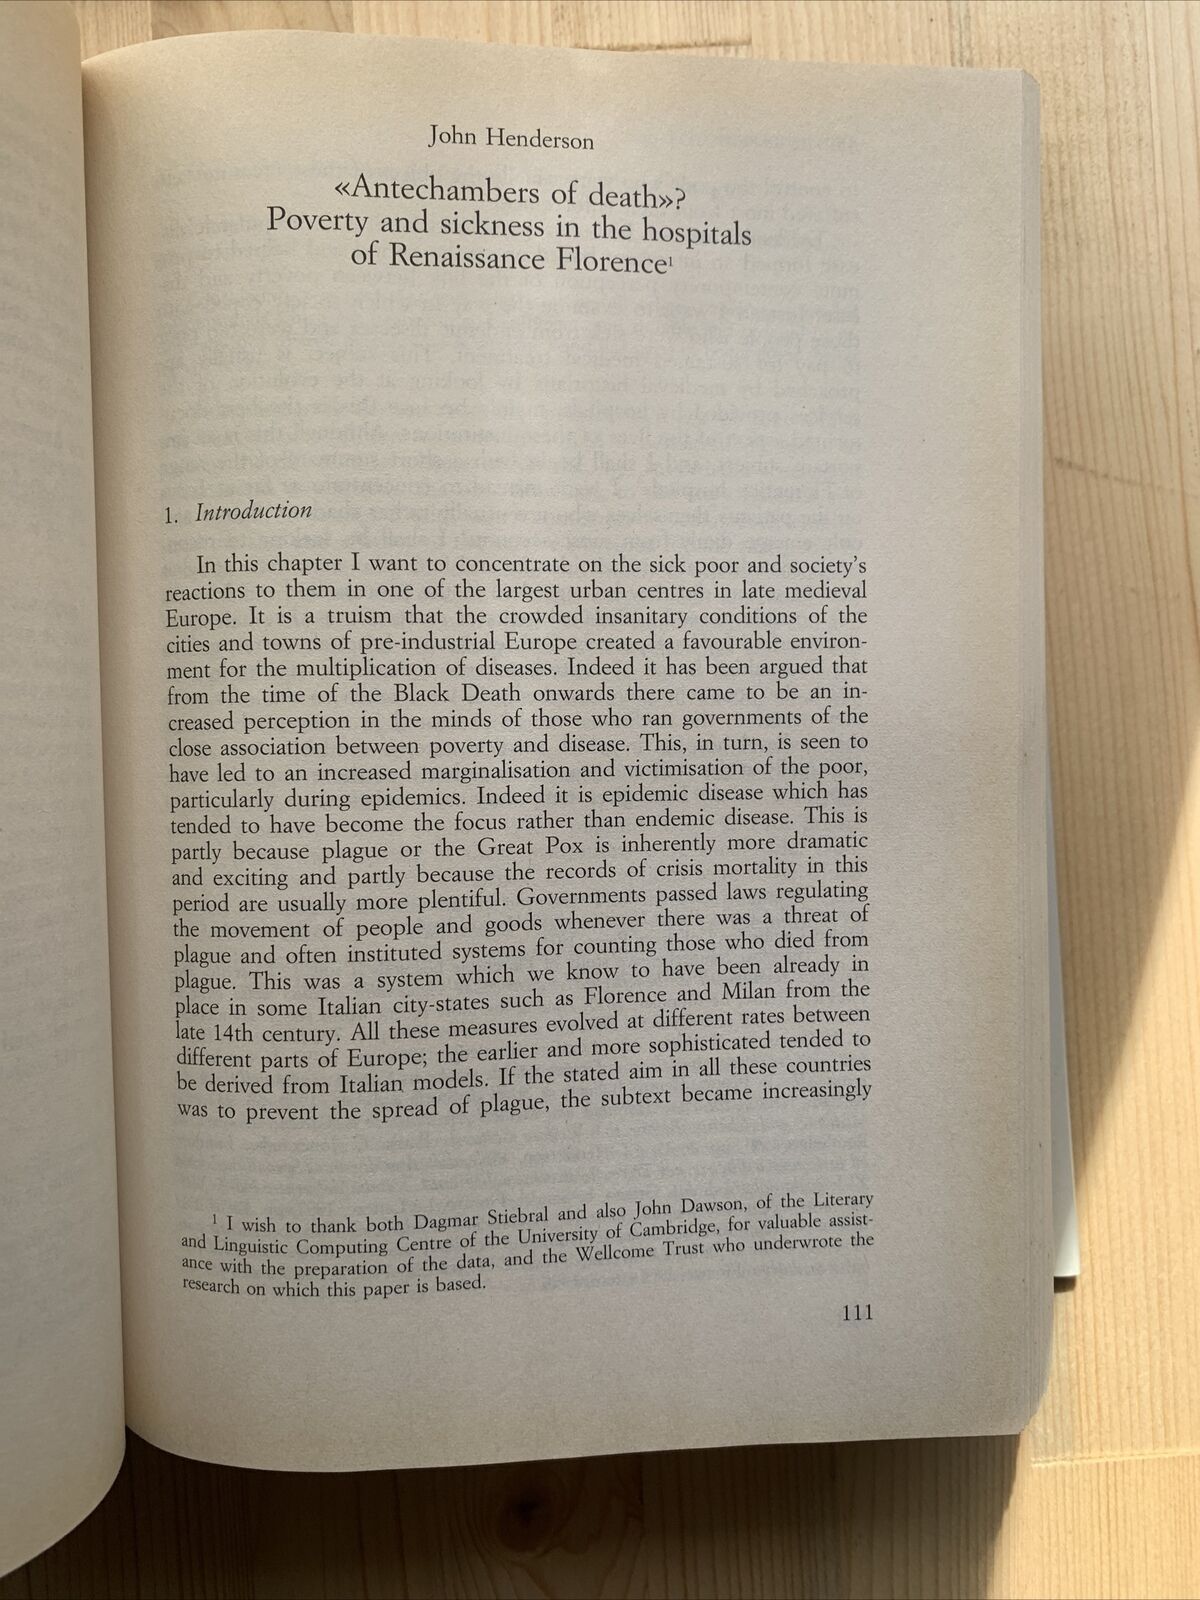 John Henderson
«Antechambers of death»?
Poverty and sickness in the hospitals
of Renaissance Florence¹
1. Introduction
In this chapter I want to concentrate on the sick poor and society's
reactions to them in one of the largest urban centres in late medieval
Europe. It is a truism that the crowded insanitary conditions of the
cities and towns of pre-industrial Europe created a favourable environ-
ment for the multiplication of diseases. Indeed it has been argued that
from the time of the Black Death onwards there came to be an in-
creased perception in the minds of those who ran governments of the
close association between poverty and disease. This, in turn, is seen to
have led to an increased marginalisation and victimisation of the poor,
particularly during epidemics. Indeed it is epidemic disease which has
tended to have become the focus rather than endemic disease. This is
partly because plague or the Great Pox is inherently more dramatic
and exciting and partly because the records of crisis mortality in this
period are usually more plentiful. Governments passed laws regulating
the movement of people and goods whenever there was a threat of
plague and often instituted systems for counting those who died from
plague. This was a system which we know to have been already in
place in some Italian city-states such as Florence and Milan from the
late 14th century. All these measures evolved at different rates between
different parts of Europe; the earlier and more sophisticated tended to
be derived from Italian models. If the stated aim in all these countries
was to prevent the spread of plague, the subtext became increasingly
¹ I wish to thank both Dagmar Stiebral and also John Dawson, of the Literary
and Linguistic Computing Centre of the University of Cambridge, for valuable assist-
ance with the preparation of the data, and the Wellcome Trust who underwrote the
research on which this paper is based.
111